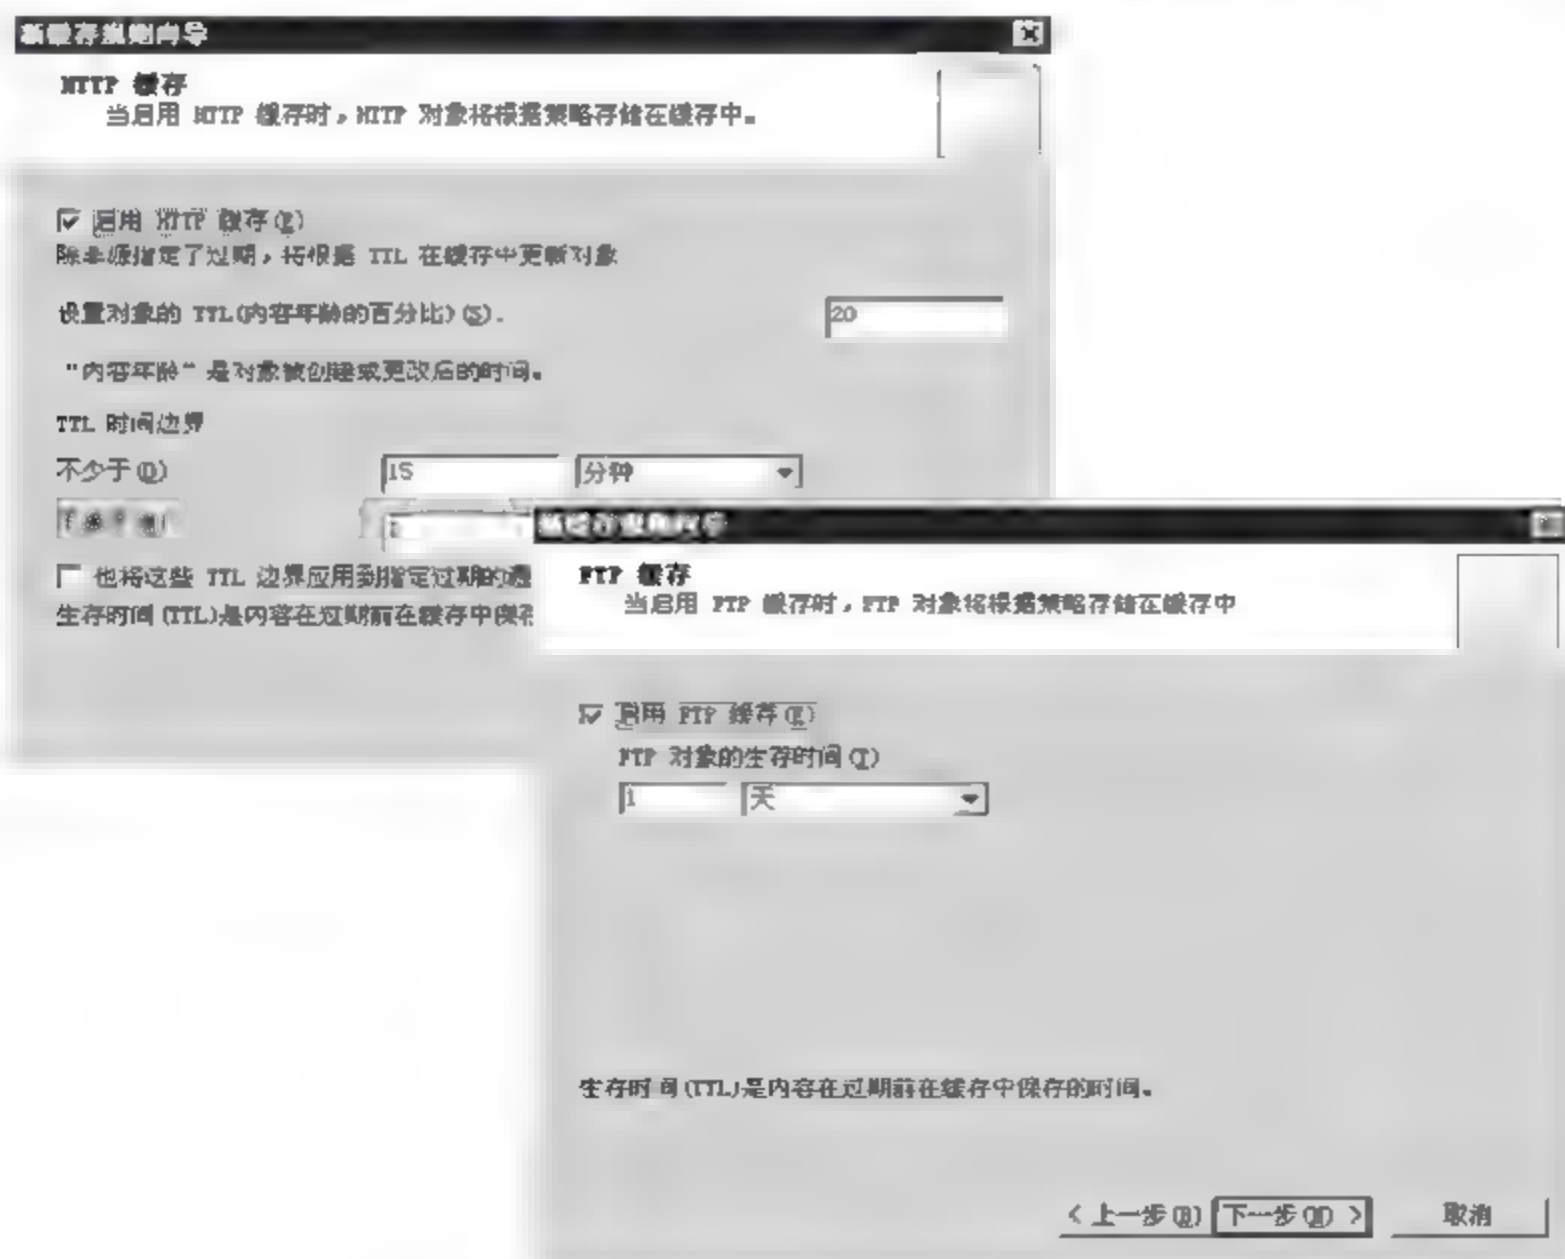 新缓存规则向导
HTTP 缓存
当启用 HTTP 缓存时，HTTP 对象将根据策略存储在缓存中。
启用 HTTP 缓存(E)
除非源指定了过期，将根据 TTL 在缓存中更新对象
设置对象的 TTL(内容年龄的百分比)(S).
20
"内容年龄" 是对象被创建或更改后的时间。
TTL 时间边界
不少于(O)
15
分钟
也将这些 TTL 边界应用到指定过期的源
生存时间(TTL)是内容在过期前在缓存中保存
新缓存规则向导
FTP 缓存
当启用 FTP 缓存时，FTP 对象将根据策略存储在缓存中
启用 FTP 缓存(E)
FTP 对象的生存时间(T)
1
天
生存时间(TTL)是内容在过期前在缓存中保存的时间。
< 上一步(B)
下一步(N) >
取消